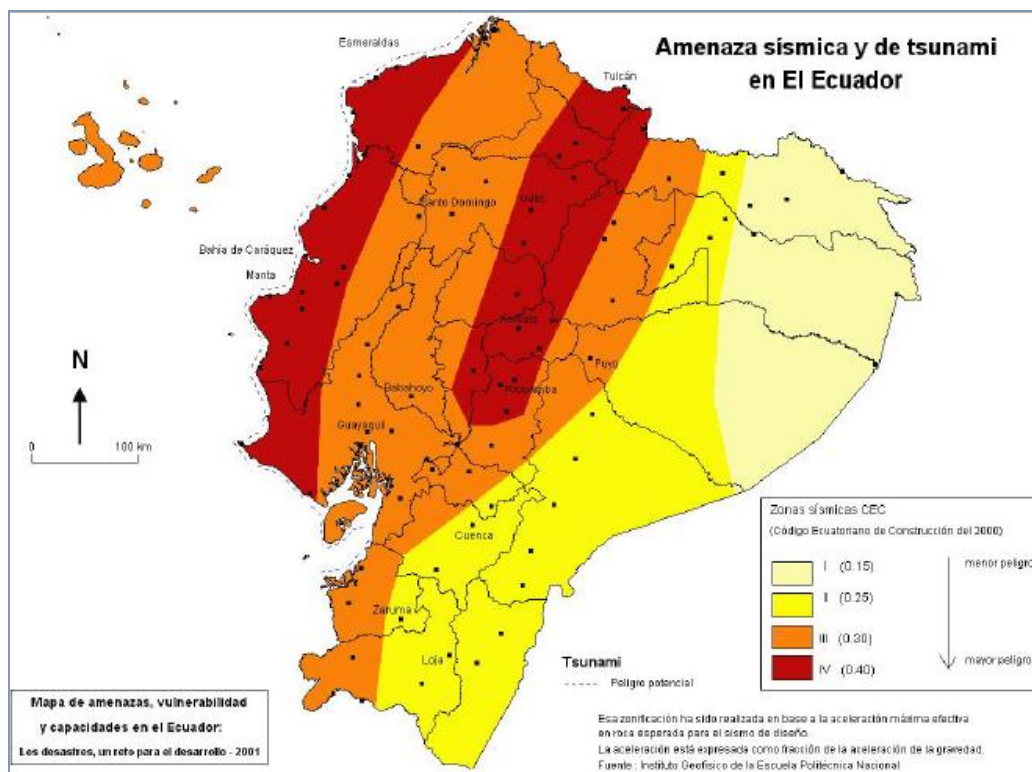 Amenaza sísmica y de tsunami
en El Ecuador
Esmeraldas
Tulcán
Santo Domingo
Quito
Bahía de Caráquez
Manta
Ambato
Puyo
Riobamba
Babahoyo
Guayaquil
Cuenca
Zaruma
Loja
N
0 100 km
Zonas sísmicas CEC
(Código Ecuatoriano de Construcción del 2000)
I (0.15) menor peligro
II (0.25)
III (0.30)
IV (0.40) mayor peligro
Tsunami
Peligro potencial
Mapa de amenazas, vulnerabilidad
y capacidades en el Ecuador:
Los desastres, un reto para el desarrollo - 2001
Esa zonificación ha sido realizada en base a la aceleración máxima efectiva
en roca esperada para el sismo de diseño.
La aceleración está expresada como fracción de la aceleración de la gravedad.
Fuente : Instituto Geofísico de la Escuela Politécnica Nacional